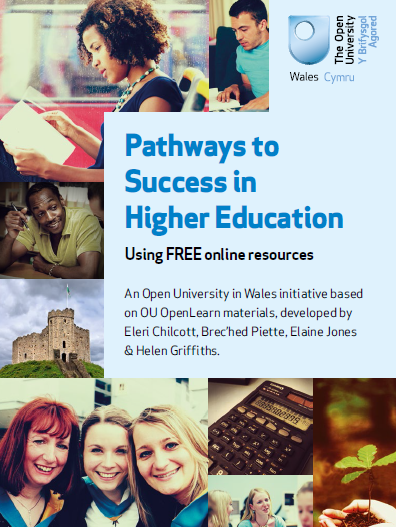 The Open
University
Y Brifysgol
Agored
Wales Cymru
Pathways to
Success in
Higher Education
Using FREE online resources
An Open University in Wales initiative based
on OU OpenLearn materials, developed by
Eleri Chilcott, Brec'hed Piette, Elaine Jones
& Helen Griffiths.